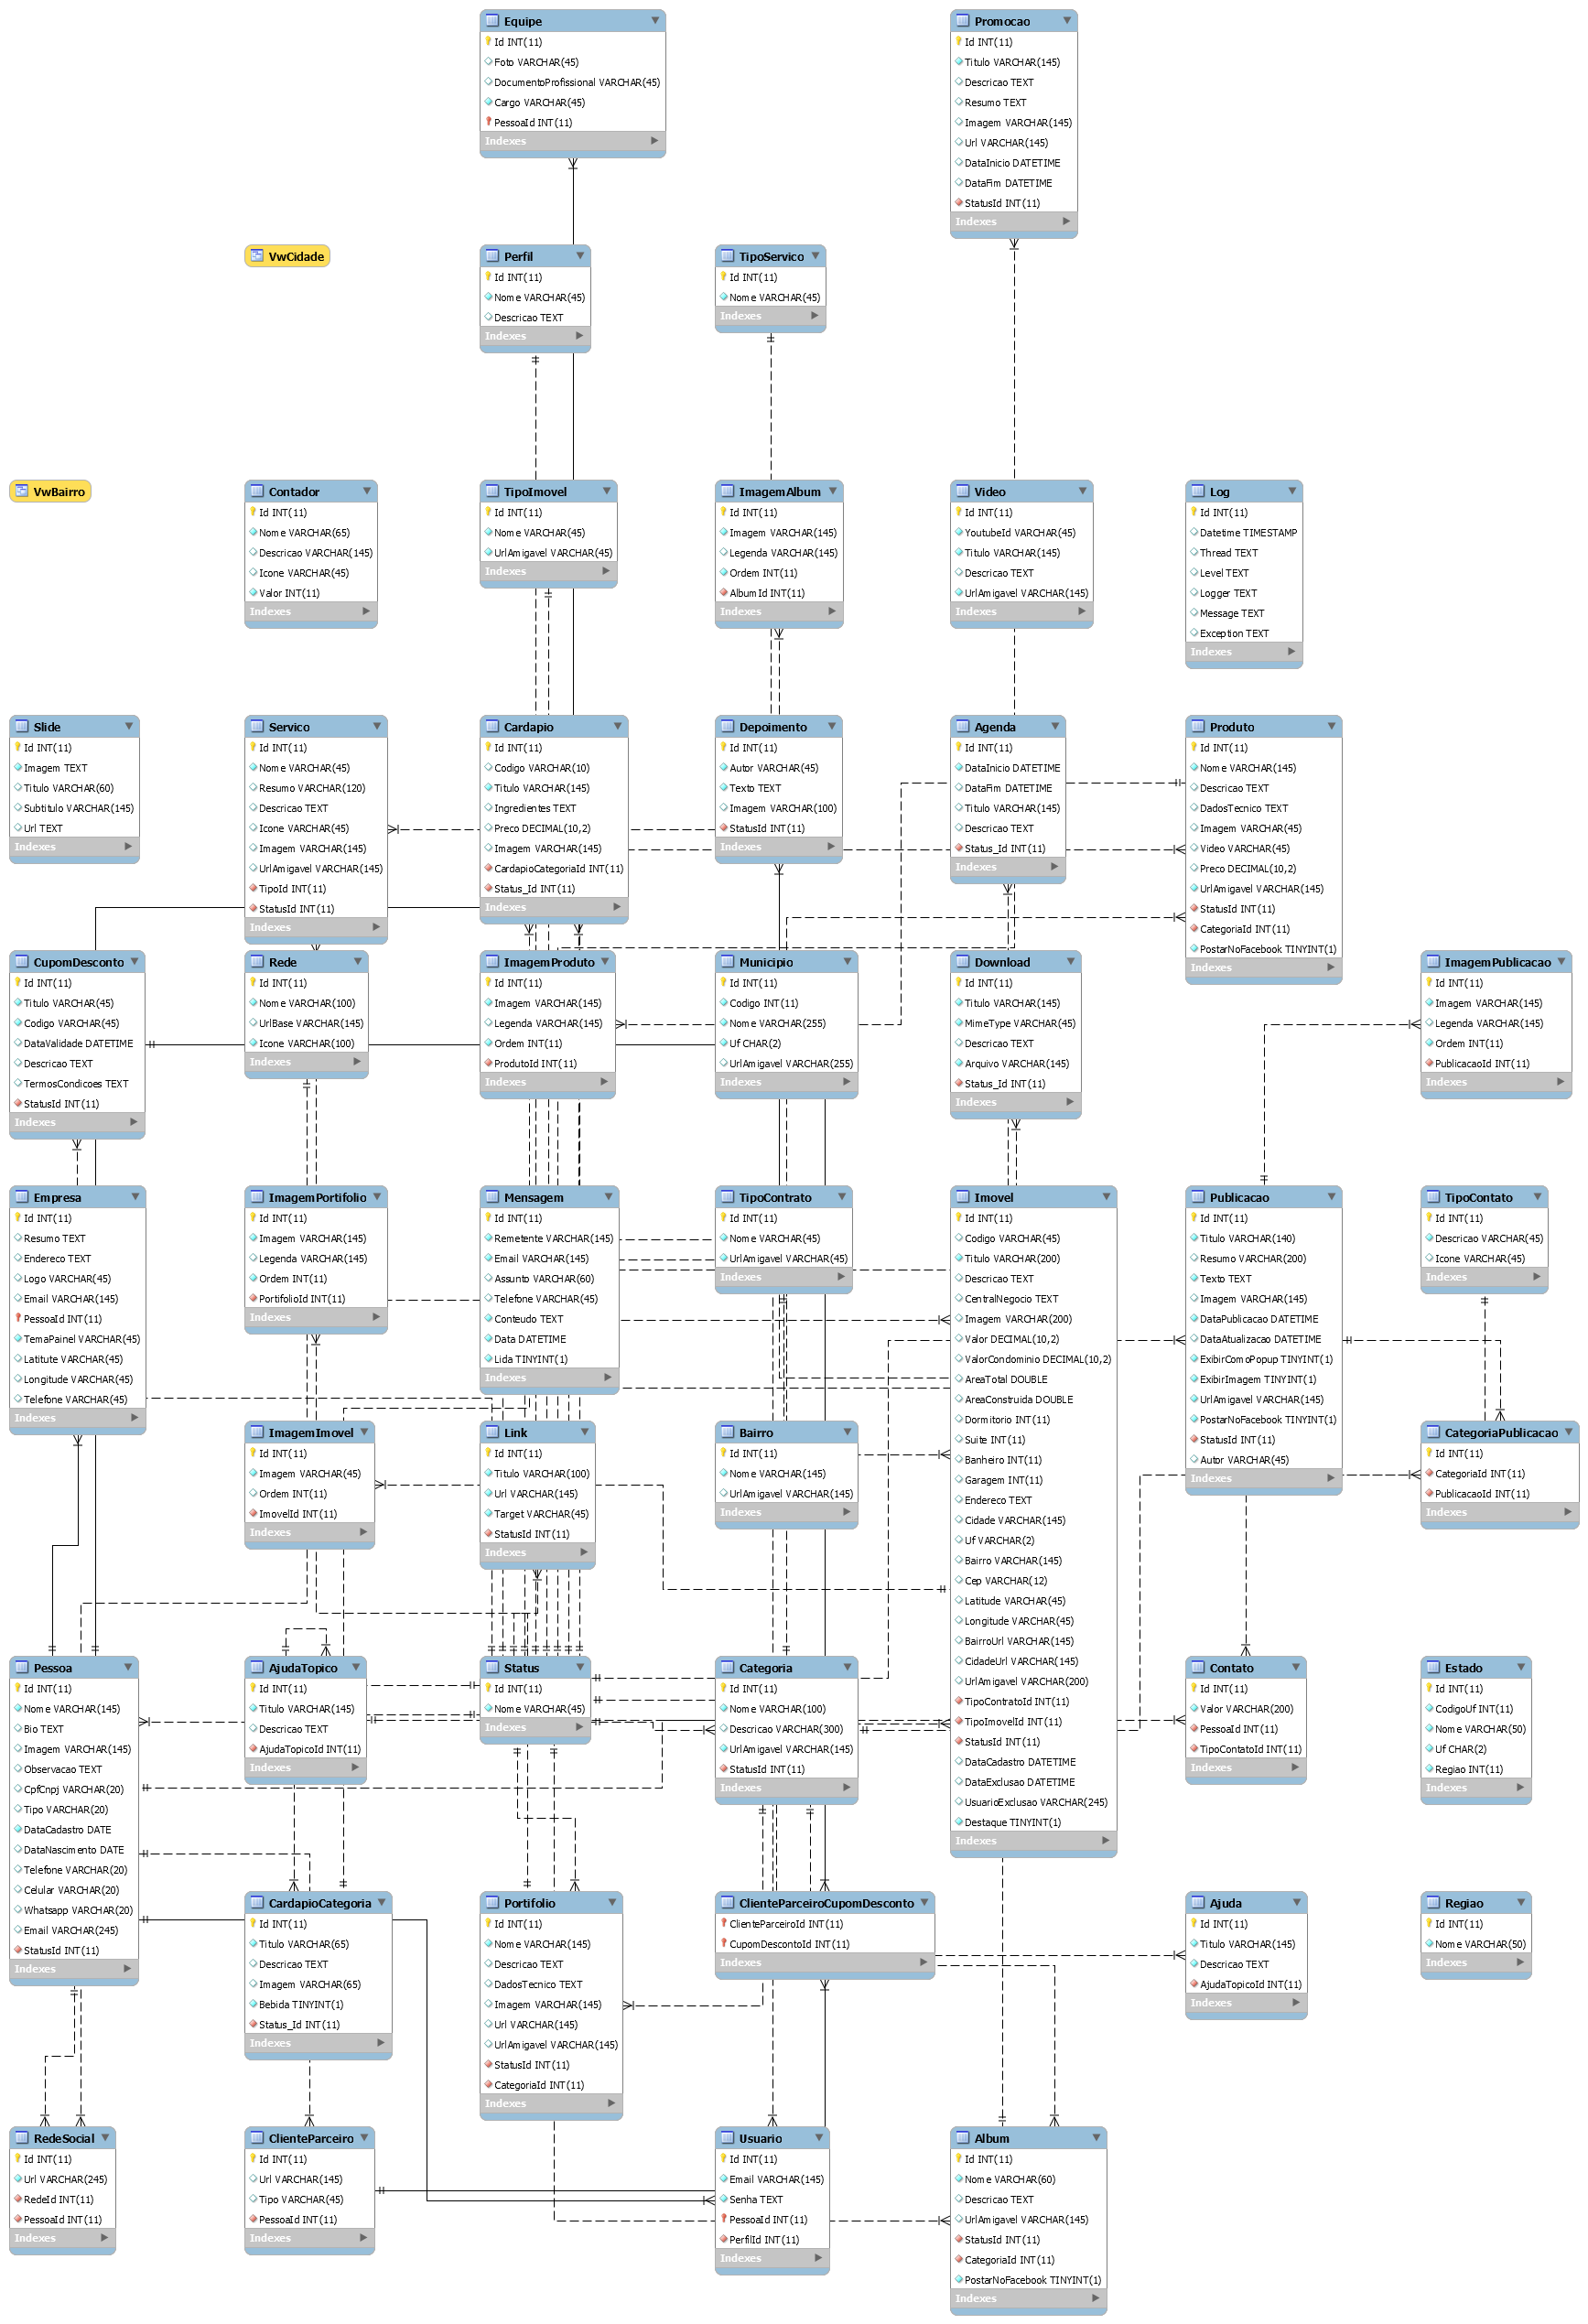 Equipe
Id INT(11)
Foto VARCHAR(45)
DocumentoProfissional VARCHAR(45)
Cargo VARCHAR(45)
PessoaId INT(11)
Indexes
Promocao
Id INT(11)
Titulo VARCHAR(145)
Descricao TEXT
Resumo TEXT
Imagem VARCHAR(145)
Url VARCHAR(145)
DataInicio DATETIME
DataFim DATETIME
StatusId INT(11)
Indexes
VwCidade
Perfil
Id INT(11)
Nome VARCHAR(45)
Descricao TEXT
Indexes
TipoServico
Id INT(11)
Nome VARCHAR(45)
Indexes
VwBairro
Contador
Id INT(11)
Nome VARCHAR(65)
Descricao VARCHAR(145)
Icone VARCHAR(45)
Valor INT(11)
Indexes
TipoImovel
Id INT(11)
Nome VARCHAR(45)
UrlAmigavel VARCHAR(45)
Indexes
ImagemAlbum
Id INT(11)
Imagem VARCHAR(145)
Legenda VARCHAR(145)
Ordem INT(11)
AlbumId INT(11)
Indexes
Video
Id INT(11)
YoutubeId VARCHAR(45)
Titulo VARCHAR(145)
Descricao TEXT
UrlAmigavel VARCHAR(145)
Indexes
Log
Id INT(11)
Datetime TIMESTAMP
Thread TEXT
Level TEXT
Logger TEXT
Message TEXT
Exception TEXT
Indexes
Slide
Id INT(11)
Imagem TEXT
Titulo VARCHAR(60)
Subtitulo VARCHAR(145)
Url TEXT
Indexes
Servico
Id INT(11)
Nome VARCHAR(45)
Resumo VARCHAR(120)
Descricao TEXT
Icone VARCHAR(45)
Imagem VARCHAR(145)
UrlAmigavel VARCHAR(145)
TipoId INT(11)
StatusId INT(11)
Indexes
Cardapio
Id INT(11)
Codigo VARCHAR(10)
Titulo VARCHAR(145)
Ingredientes TEXT
Preco DECIMAL(10,2)
Imagem VARCHAR(145)
CardapioCategoriaId INT(11)
Status_Id INT(11)
Indexes
Depoimento
Id INT(11)
Autor VARCHAR(45)
Texto TEXT
Imagem VARCHAR(100)
StatusId INT(11)
Indexes
Agenda
Id INT(11)
DataInicio DATETIME
DataFim DATETIME
Titulo VARCHAR(145)
Descricao TEXT
Status_Id INT(11)
Indexes
Produto
Id INT(11)
Nome VARCHAR(145)
Descricao TEXT
DadosTecnico TEXT
Imagem VARCHAR(45)
Video VARCHAR(45)
Preco DECIMAL(10,2)
UrlAmigavel VARCHAR(145)
StatusId INT(11)
CategoriaId INT(11)
PostarNoFacebook TINYINT(1)
Indexes
CupomDesconto
Id INT(11)
Titulo VARCHAR(45)
Codigo VARCHAR(45)
DataValidade DATETIME
Descricao TEXT
TermosCondicoes TEXT
StatusId INT(11)
Indexes
Rede
Id INT(11)
Nome VARCHAR(100)
UrlBase VARCHAR(145)
Icone VARCHAR(100)
Indexes
ImagemProduto
Id INT(11)
Imagem VARCHAR(145)
Legenda VARCHAR(145)
Ordem INT(11)
ProdutoId INT(11)
Indexes
Municipio
Id INT(11)
Codigo INT(11)
Nome VARCHAR(255)
Uf CHAR(2)
UrlAmigavel VARCHAR(255)
Indexes
Download
Id INT(11)
Titulo VARCHAR(145)
MimeType VARCHAR(45)
Descricao TEXT
Arquivo VARCHAR(145)
Status_Id INT(11)
Indexes
ImagemPublicacao
Id INT(11)
Imagem VARCHAR(145)
Legenda VARCHAR(145)
Ordem INT(11)
PublicacaoId INT(11)
Indexes
Empresa
Id INT(11)
Resumo TEXT
Endereco TEXT
Logo VARCHAR(45)
Email VARCHAR(145)
PessoaId INT(11)
TemaPainel VARCHAR(45)
Latitute VARCHAR(45)
Longitude VARCHAR(45)
Telefone VARCHAR(45)
Indexes
ImagemPortifolio
Id INT(11)
Imagem VARCHAR(145)
Legenda VARCHAR(145)
Ordem INT(11)
PortifolioId INT(11)
Indexes
Mensagem
Id INT(11)
Remetente VARCHAR(145)
Email VARCHAR(145)
Assunto VARCHAR(60)
Telefone VARCHAR(45)
Conteudo TEXT
Data DATETIME
Lida TINYINT(1)
Indexes
TipoContrato
Id INT(11)
Nome VARCHAR(45)
UrlAmigavel VARCHAR(45)
Indexes
Imovel
Id INT(11)
Codigo VARCHAR(45)
Titulo VARCHAR(200)
Descricao TEXT
CentralNegocio TEXT
Imagem VARCHAR(200)
Valor DECIMAL(10,2)
ValorCondominio DECIMAL(10,2)
AreaTotal DOUBLE
AreaConstruida DOUBLE
Dormitorio INT(11)
Suite INT(11)
Banheiro INT(11)
Garagem INT(11)
Endereco TEXT
Cidade VARCHAR(145)
Uf VARCHAR(2)
Bairro VARCHAR(145)
Cep VARCHAR(12)
Latitude VARCHAR(45)
Longitude VARCHAR(45)
BairroUrl VARCHAR(145)
CidadeUrl VARCHAR(145)
UrlAmigavel VARCHAR(200)
TipoContratoId INT(11)
TipoImovelId INT(11)
StatusId INT(11)
DataCadastro DATETIME
DataExclusao DATETIME
UsuarioExclusao VARCHAR(245)
Destaque TINYINT(1)
Indexes
Publicacao
Id INT(11)
Titulo VARCHAR(140)
Resumo VARCHAR(200)
Texto TEXT
Imagem VARCHAR(145)
DataPublicacao DATETIME
DataAtualizacao DATETIME
ExibirComoPopup TINYINT(1)
ExibirImagem TINYINT(1)
UrlAmigavel VARCHAR(145)
PostarNoFacebook TINYINT(1)
StatusId INT(11)
Autor VARCHAR(45)
Indexes
TipoContato
Id INT(11)
Descricao VARCHAR(45)
Icone VARCHAR(45)
Indexes
ImagemImovel
Id INT(11)
Imagem VARCHAR(45)
Ordem INT(11)
ImovelId INT(11)
Indexes
Link
Id INT(11)
Titulo VARCHAR(100)
Url VARCHAR(145)
Target VARCHAR(45)
StatusId INT(11)
Indexes
Bairro
Id INT(11)
Nome VARCHAR(145)
UrlAmigavel VARCHAR(145)
Indexes
CategoriaPublicacao
Id INT(11)
CategoriaId INT(11)
PublicacaoId INT(11)
Indexes
Pessoa
Id INT(11)
Nome VARCHAR(145)
Bio TEXT
Imagem VARCHAR(145)
Observacao TEXT
CpfCnpj VARCHAR(20)
Tipo VARCHAR(20)
DataCadastro DATE
DataNascimento DATE
Telefone VARCHAR(20)
Celular VARCHAR(20)
Whatsapp VARCHAR(20)
Email VARCHAR(245)
StatusId INT(11)
Indexes
AjudaTopico
Id INT(11)
Titulo VARCHAR(145)
Descricao TEXT
AjudaTopicoId INT(11)
Indexes
Status
Id INT(11)
Nome VARCHAR(45)
Indexes
Categoria
Id INT(11)
Nome VARCHAR(100)
Descricao VARCHAR(300)
UrlAmigavel VARCHAR(145)
StatusId INT(11)
Indexes
Contato
Id INT(11)
Valor VARCHAR(200)
PessoaId INT(11)
TipoContatoId INT(11)
Indexes
Estado
Id INT(11)
CodigoUf INT(11)
Nome VARCHAR(50)
Uf CHAR(2)
Regiao INT(11)
Indexes
CardapioCategoria
Id INT(11)
Titulo VARCHAR(65)
Descricao TEXT
Imagem VARCHAR(65)
Bebida TINYINT(1)
Status_Id INT(11)
Indexes
Portifolio
Id INT(11)
Nome VARCHAR(145)
Descricao TEXT
DadosTecnico TEXT
Imagem VARCHAR(145)
Url VARCHAR(145)
UrlAmigavel VARCHAR(145)
StatusId INT(11)
CategoriaId INT(11)
Indexes
ClienteParceiroCupomDesconto
ClienteParceiroId INT(11)
CupomDescontoId INT(11)
Indexes
Ajuda
Id INT(11)
Titulo VARCHAR(145)
Descricao TEXT
AjudaTopicoId INT(11)
Indexes
Regiao
Id INT(11)
Nome VARCHAR(50)
Indexes
RedeSocial
Id INT(11)
Url VARCHAR(245)
RedeId INT(11)
PessoaId INT(11)
Indexes
ClienteParceiro
Id INT(11)
Url VARCHAR(145)
Tipo VARCHAR(45)
PessoaId INT(11)
Indexes
Usuario
Id INT(11)
Email VARCHAR(145)
Senha TEXT
PessoaId INT(11)
PerfilId INT(11)
Indexes
Album
Id INT(11)
Nome VARCHAR(60)
Descricao TEXT
UrlAmigavel VARCHAR(145)
StatusId INT(11)
CategoriaId INT(11)
PostarNoFacebook TINYINT(1)
Indexes